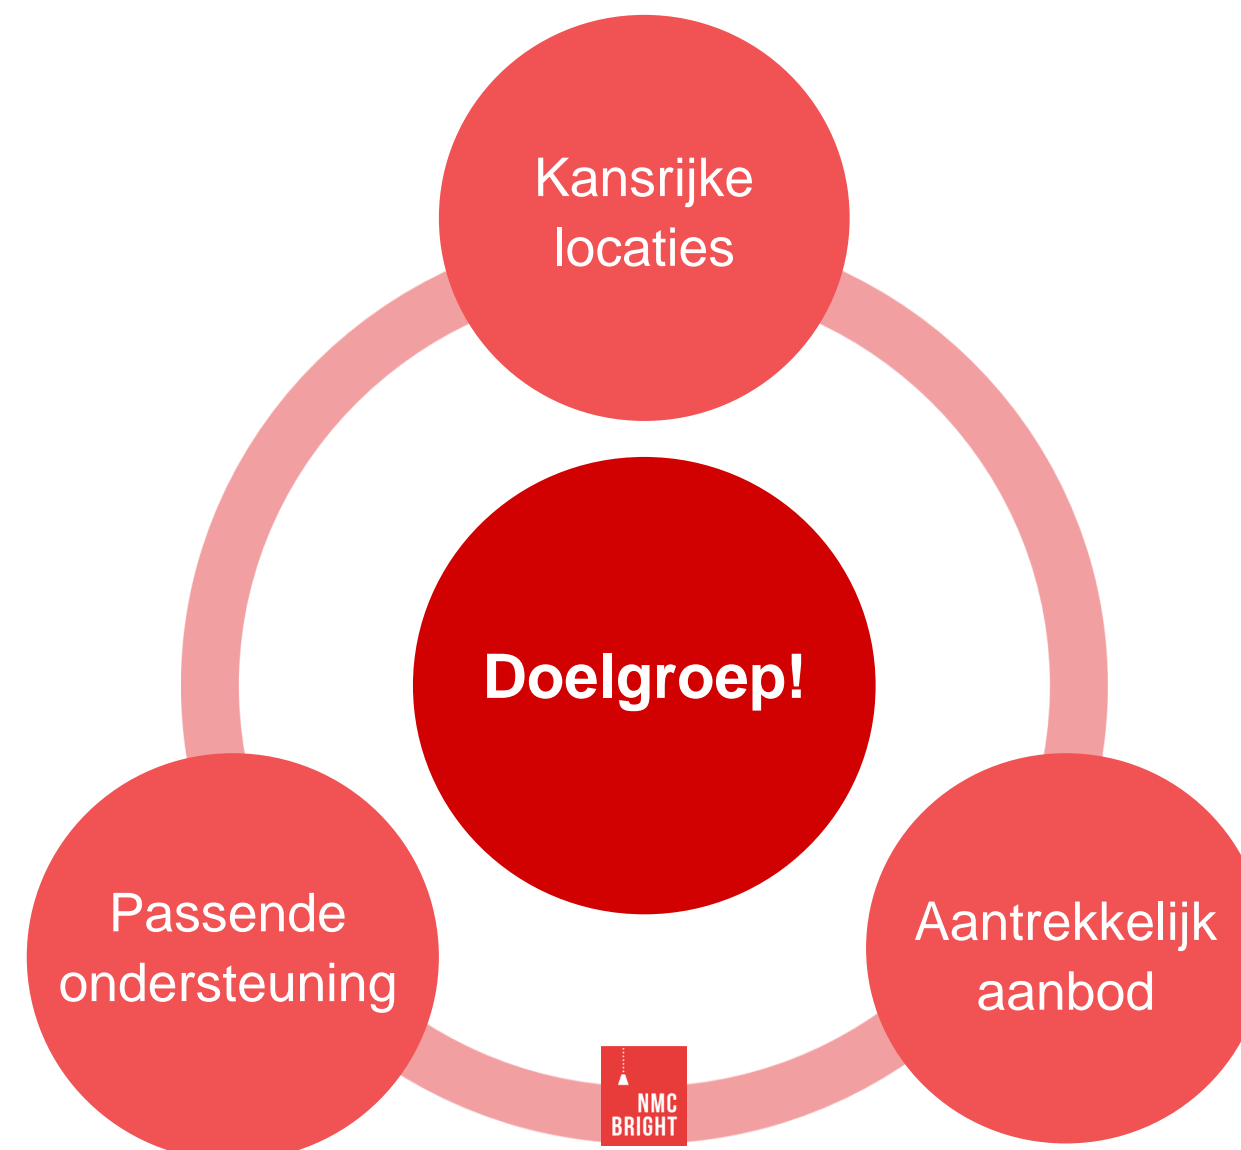 Kansrijke
locaties
Doelgroep!
Passende
ondersteuning
Aantrekkelijk
aanbod
NMC
BRIGHT